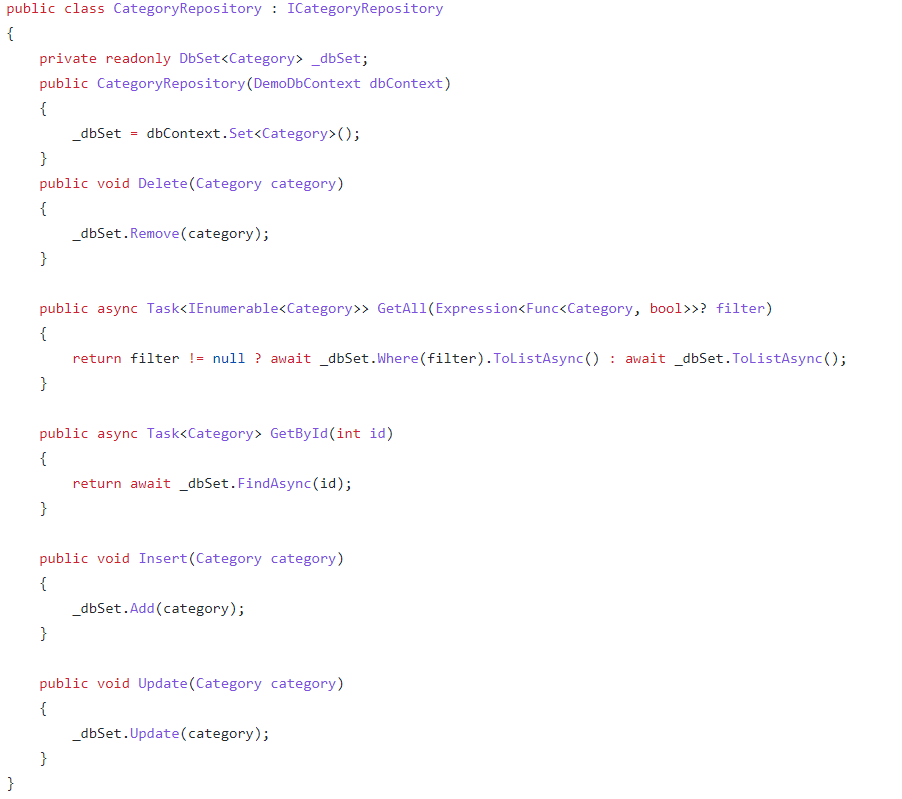 public class CategoryRepository : ICategoryRepository
{
    private readonly DbSet<Category> _dbSet;
    public CategoryRepository(DemoDbContext dbContext)
    {
        _dbSet = dbContext.Set<Category>();
    }
    public void Delete(Category category)
    {
        _dbSet.Remove(category);
    }

    public async Task<IEnumerable<Category>> GetAll(Expression<Func<Category, bool>>? filter)
    {
        return filter != null ? await _dbSet.Where(filter).ToListAsync() : await _dbSet.ToListAsync();
    }

    public async Task<Category> GetById(int id)
    {
        return await _dbSet.FindAsync(id);
    }

    public void Insert(Category category)
    {
        _dbSet.Add(category);
    }

    public void Update(Category category)
    {
        _dbSet.Update(category);
    }
}